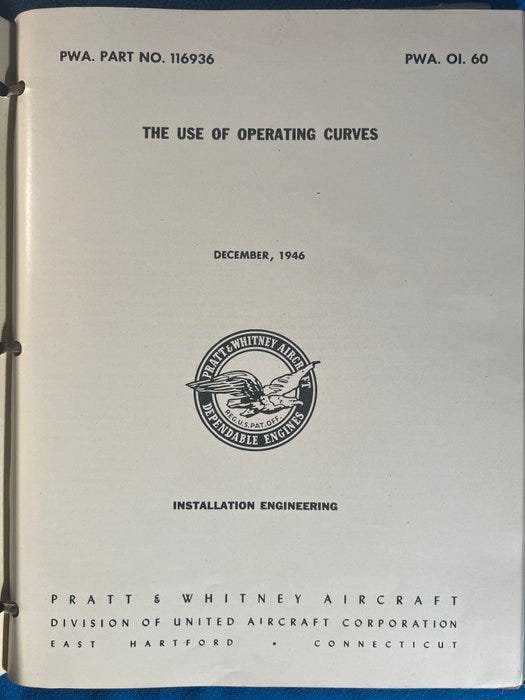 PWA. PART NO. 116936 PWA. OI. 60
THE USE OF OPERATING CURVES
DECEMBER, 1946
PRATT & WHITNEY AIRCRAFT
REG. U.S. PAT. OFF.
DEPENDABLE ENGINES
INSTALLATION ENGINEERING
PRATT & WHITNEY AIRCRAFT
DIVISION OF UNITED AIRCRAFT CORPORATION
EAST HARTFORD • CONNECTICUT